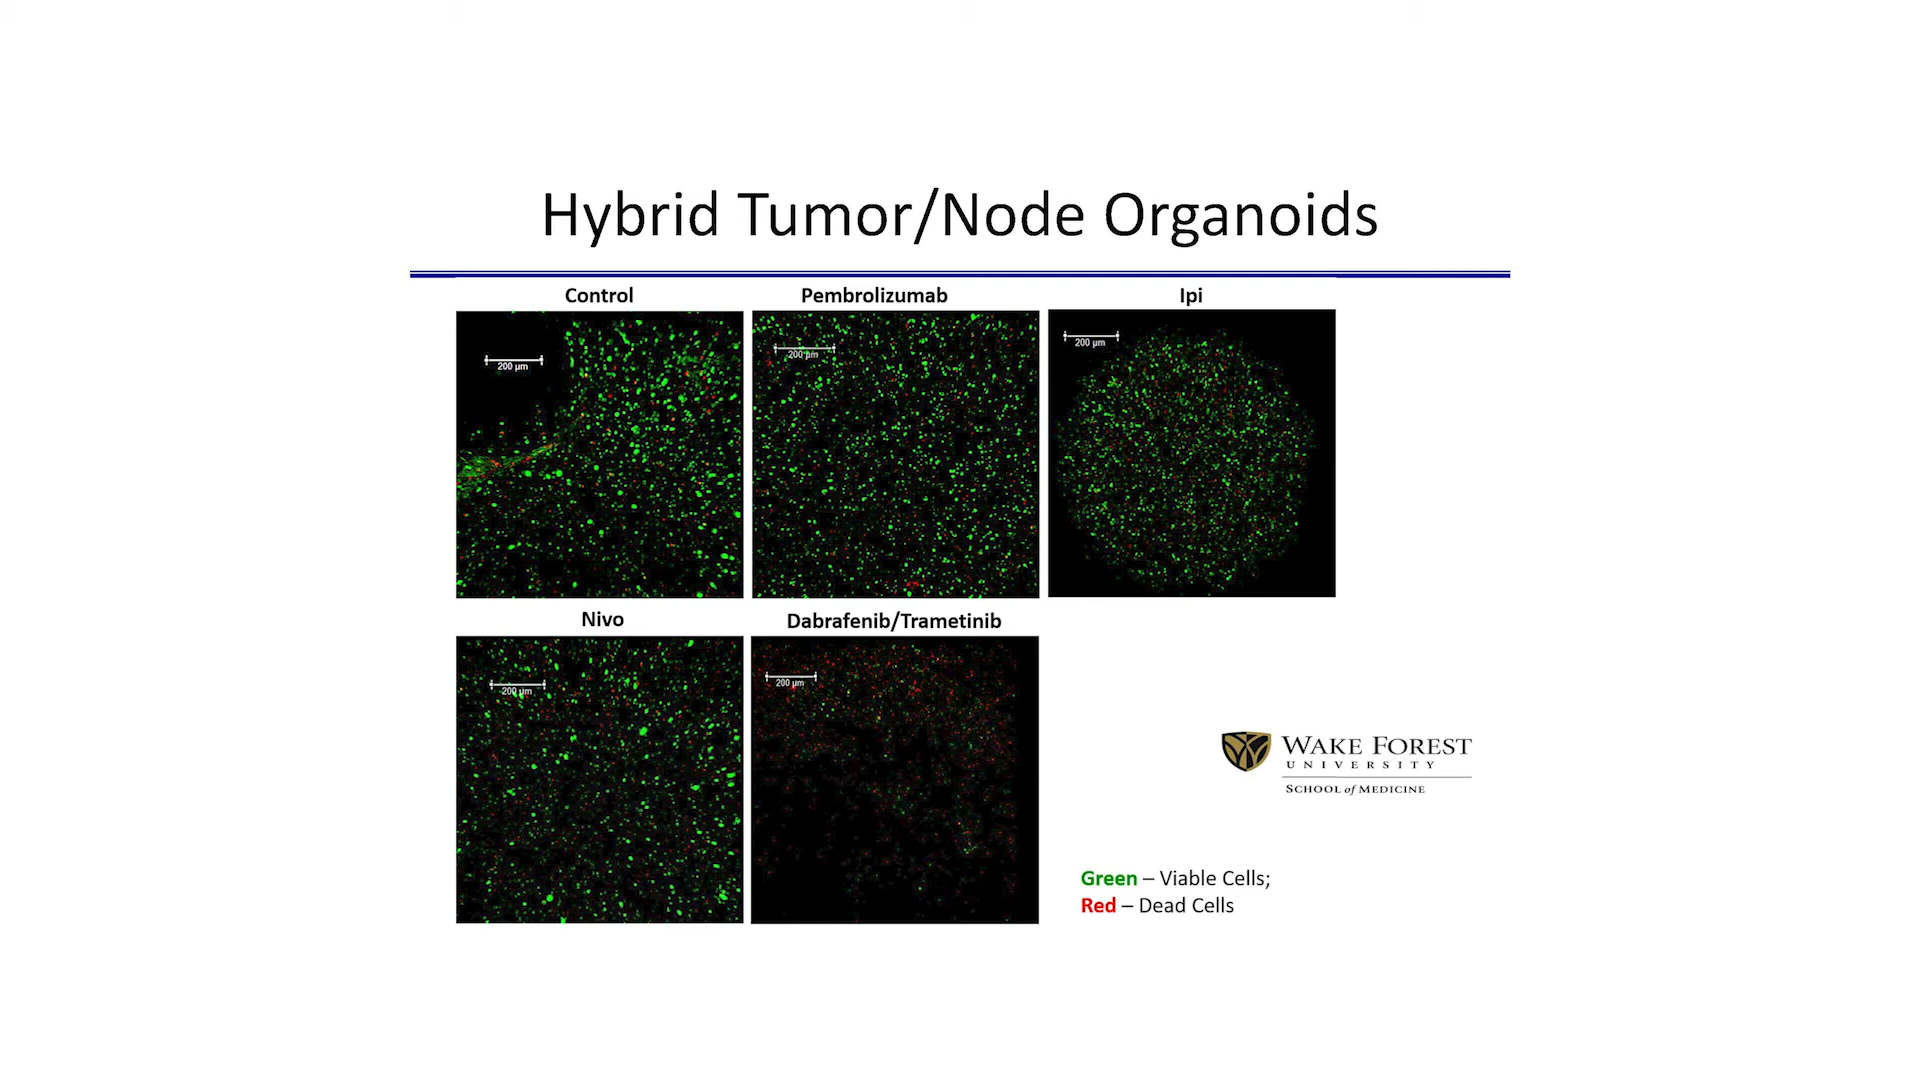 Hybrid Tumor/Node Organoids
Control
Pembrolizumab
Ipi
200 µm
200 µm
200 µm
Nivo
Dabrafenib/Trametinib
200 µm
200 µm
WAKE FOREST
UNIVERSITY
SCHOOL of MEDICINE
Green – Viable Cells;
Red – Dead Cells